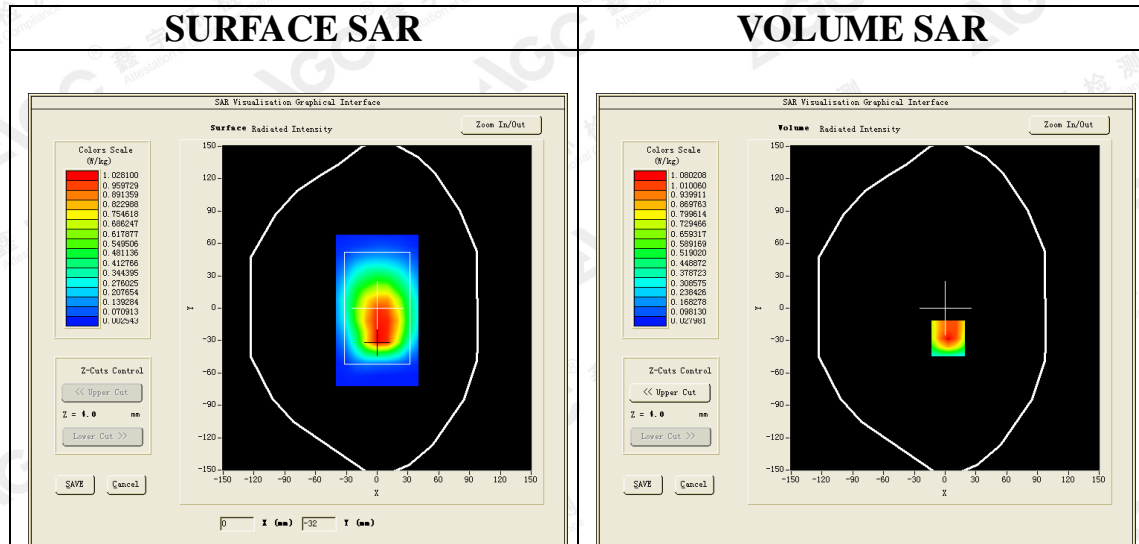 SURFACE SAR
VOLUME SAR
SAR Visualisation Graphical Interface
Surface Radiated Intensity
Zoom In/Out
Colors Scale
(W/kg)
1.028100
0.959729
0.891359
0.822988
0.754618
0.686247
0.617877
0.549506
0.481136
0.412766
0.344395
0.276025
0.207654
0.139284
0.070913
0.002543
Z-Cuts Control
<< Upper Cut
Z = 4.0 mm
Lower Cut >>
SAVE Cancel
150
120
90
60
30
0
-30
-60
-90
-120
-150
Y
-150 -120 -90 -60 -30 0 30 60 90 120 150
X
0 X (mm) -32 Y (mm)
SAR Visualisation Graphical Interface
Volume Radiated Intensity
Zoom In/Out
Colors Scale
(W/kg)
1.080208
1.010060
0.939911
0.869763
0.799614
0.729466
0.659317
0.589169
0.519020
0.448872
0.378723
0.308575
0.238426
0.168278
0.098130
0.027981
Z-Cuts Control
<< Upper Cut
Z = 4.0 mm
Lower Cut >>
SAVE Cancel
150
120
90
60
30
0
-30
-60
-90
-120
-150
Y
-150 -120 -90 -60 -30 0 30 60 90 120 150
X